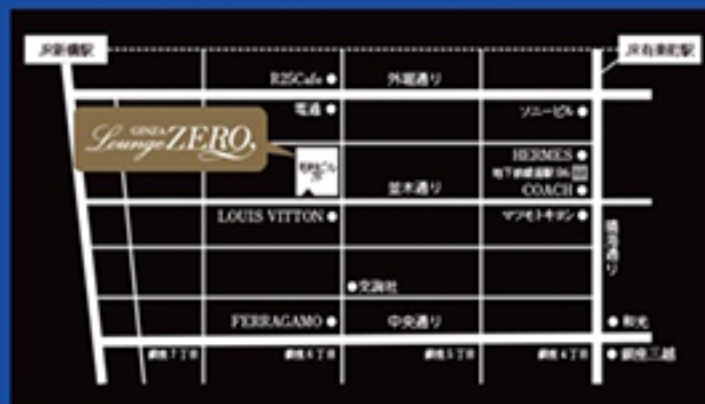 JR新橋駅
JR有楽町駅
R25Cafe
外堀通り
電通
ソニービル
GINZA
Lounge ZERO
HERMES
COACH
並木通り
LOUIS VITTON
マツモトキヨシ
晴海通り
交詢社
FERRAGAMO
中央通り
和光
銀座7丁目
銀座6丁目
銀座5丁目
銀座4丁目
銀座三越